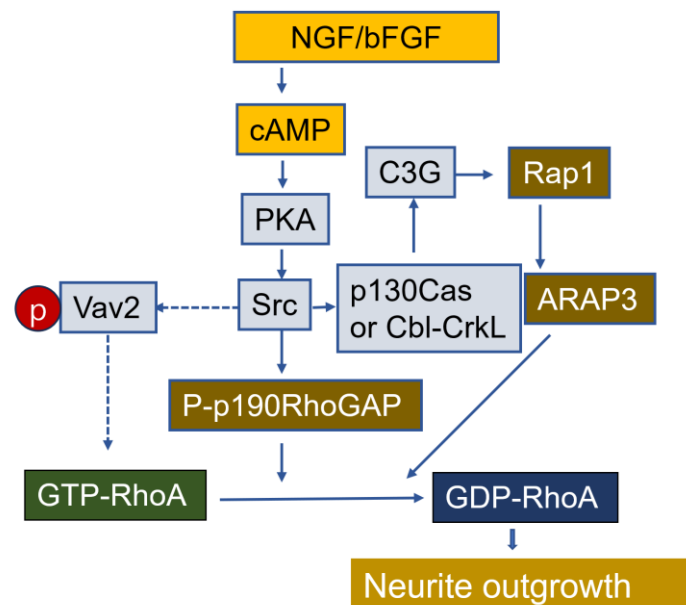 NGF/bFGF
cAMP
C3G
Rap1
PKA
p
Vav2
Src
p130Cas
or Cbl-CrkL
ARAP3
P-p190RhoGAP
GTP-RhoA
GDP-RhoA
Neurite outgrowth